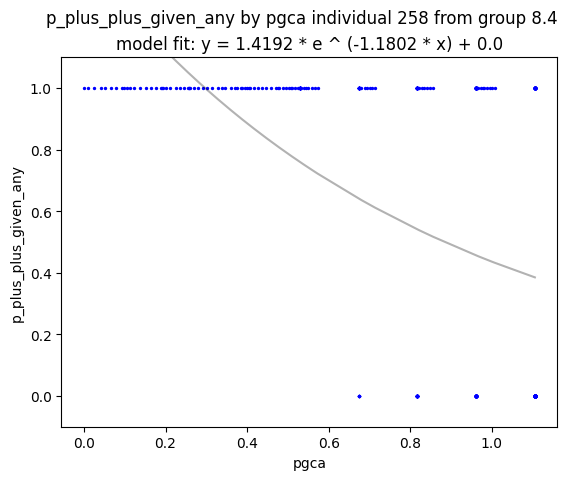 p_plus_plus_given_any by pgca individual 258 from group 8.4
model fit: y = 1.4192 * e ^ (-1.1802 * x) + 0.0
p_plus_plus_given_any
1.0
0.8
0.6
0.4
0.2
0.0
0.0 0.2 0.4 0.6 0.8 1.0
pgca